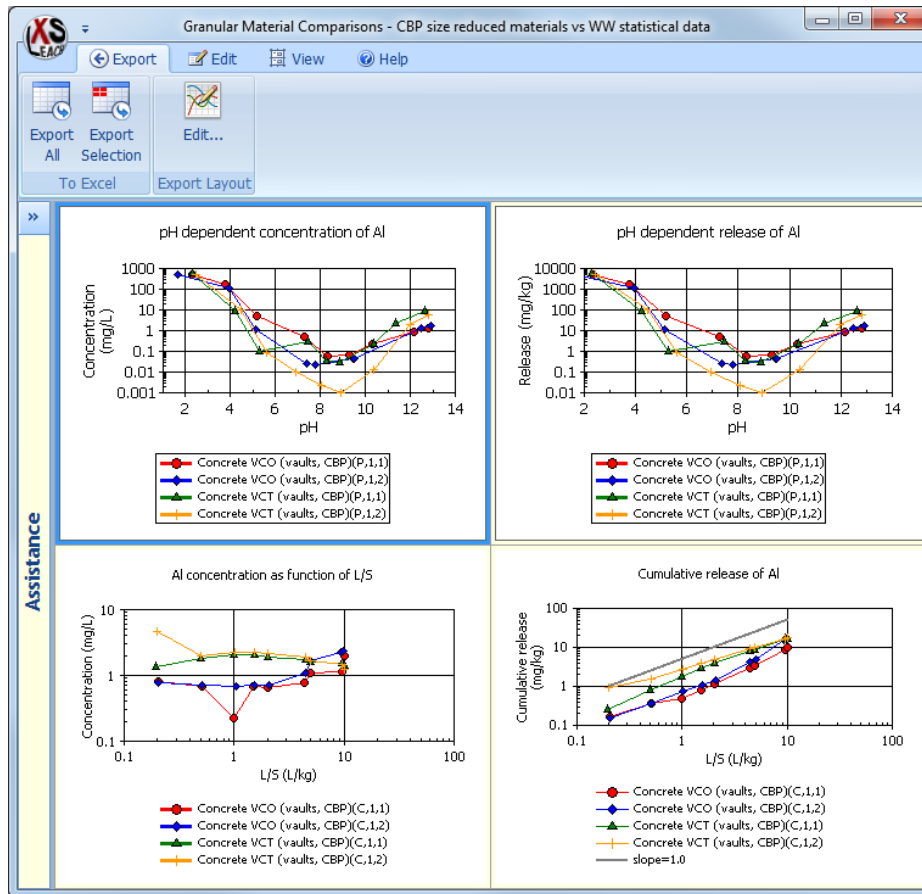 Granular Material Comparisons - CBP size reduced materials vs WW statistical data
XS
LEACH
Export Edit View Help
Export All
Export Selection
Edit...
To Excel
Export Layout
»
Assistance
pH dependent concentration of Al
Concentration
(mg/L)
1000
100
10
1
0.1
0.01
0.001
2 4 6 8 10 12 14
pH
Concrete VCO (vaults, CBP)(P,1,1)
Concrete VCO (vaults, CBP)(P,1,2)
Concrete VCT (vaults, CBP)(P,1,1)
Concrete VCT (vaults, CBP)(P,1,2)
pH dependent release of Al
Release (mg/kg)
10000
1000
100
10
1
0.1
0.01
2 4 6 8 10 12 14
pH
Concrete VCO (vaults, CBP)(P,1,1)
Concrete VCO (vaults, CBP)(P,1,2)
Concrete VCT (vaults, CBP)(P,1,1)
Concrete VCT (vaults, CBP)(P,1,2)
Al concentration as function of L/S
Concentration (mg/L)
10
1
0.1
0.1 1 10 100
L/S (L/kg)
Concrete VCO (vaults, CBP)(C,1,1)
Concrete VCO (vaults, CBP)(C,1,2)
Concrete VCT (vaults, CBP)(C,1,1)
Concrete VCT (vaults, CBP)(C,1,2)
Cumulative release of Al
Cumulative release
(mg/kg)
100
10
1
0.1
0.1 1 10 100
L/S (L/kg)
Concrete VCO (vaults, CBP)(C,1,1)
Concrete VCO (vaults, CBP)(C,1,2)
Concrete VCT (vaults, CBP)(C,1,1)
Concrete VCT (vaults, CBP)(C,1,2)
slope=1.0